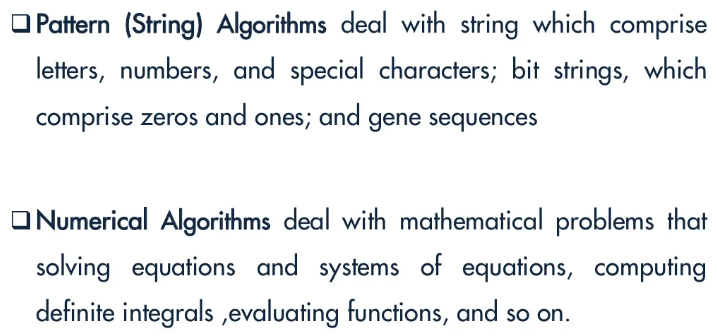 ❑ Pattern (String) Algorithms deal with string which comprise
letters, numbers, and special characters; bit strings, which
comprise zeros and ones; and gene sequences
❑ Numerical Algorithms deal with mathematical problems that
solving equations and systems of equations, computing
definite integrals ,evaluating functions, and so on.